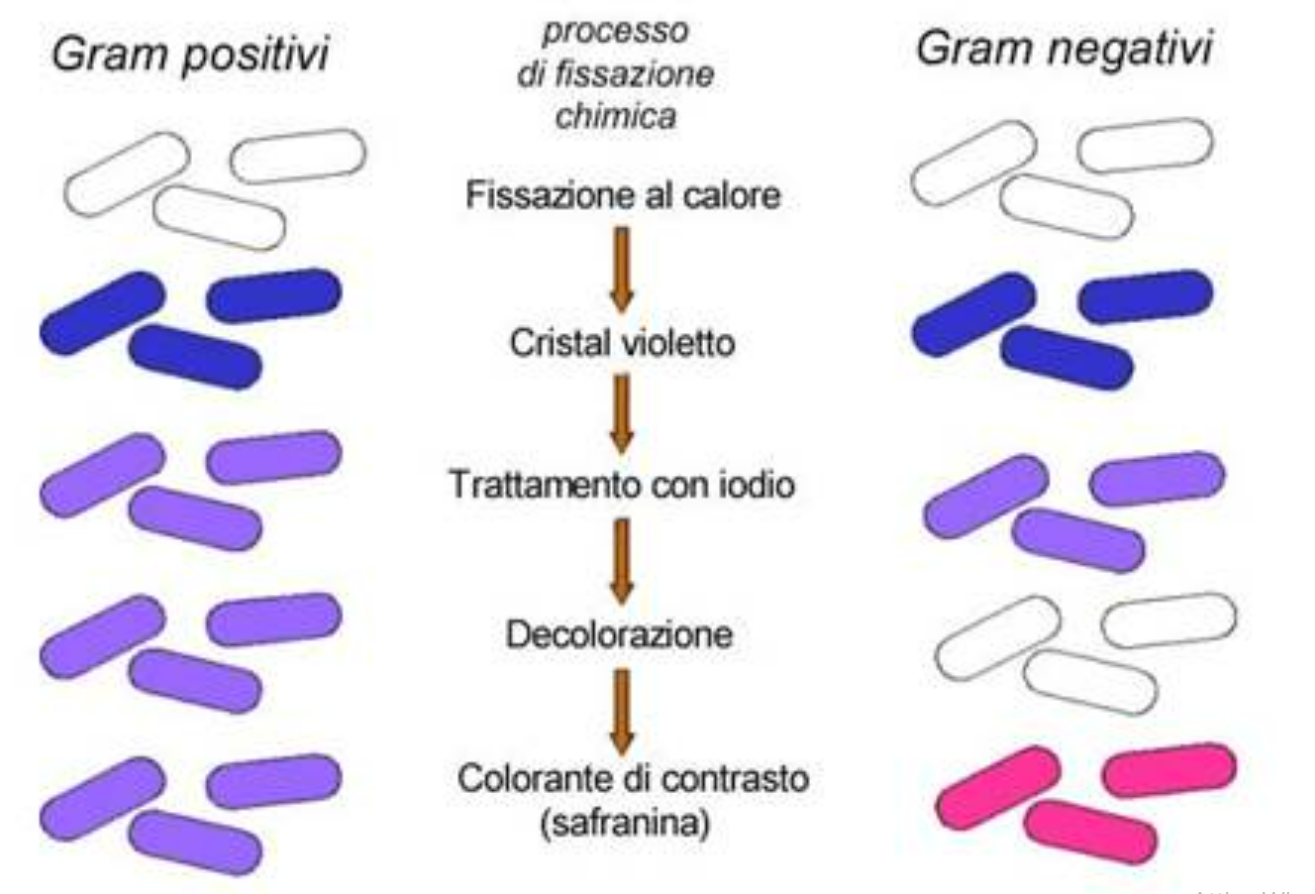 Gram positivi
processo
di fissazione
chimica
Gram negativi
Fissazione al calore
Cristal violetto
Trattamento con iodio
Decolorazione
Colorante di contrasto
(safranina)